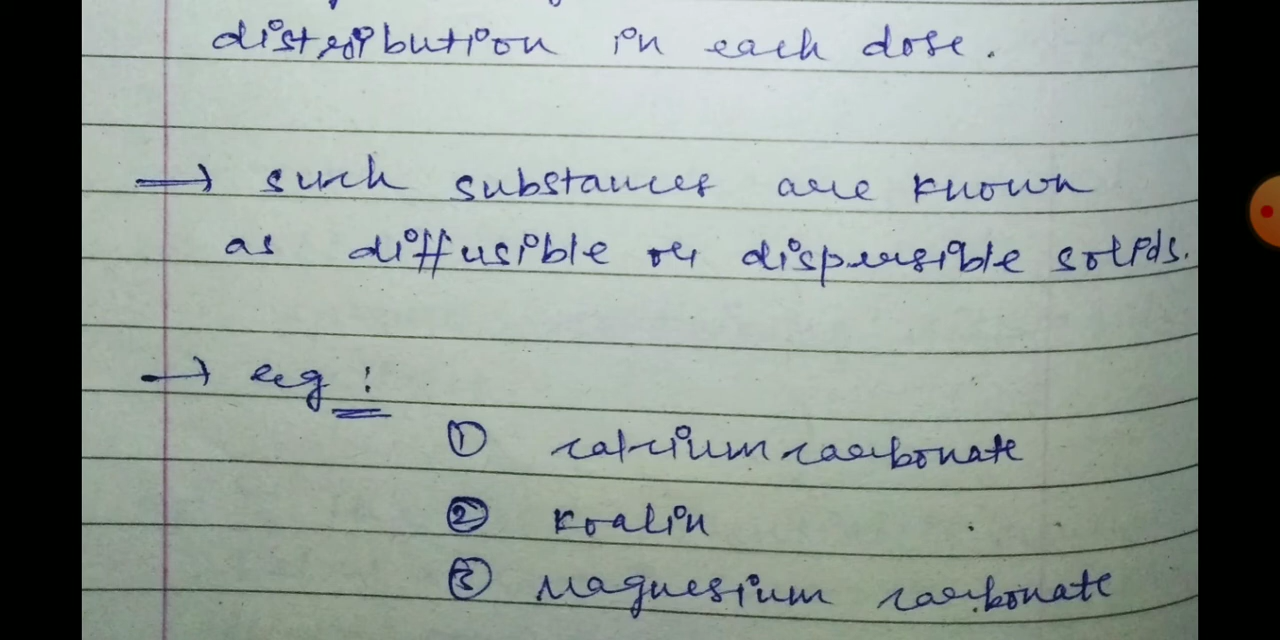 distribution in each dose.
→ such substances are known
as diffusible or dispersible solids.
→ eg :
① calcium carbonate
② Koalin
③ Magnesium carbonate